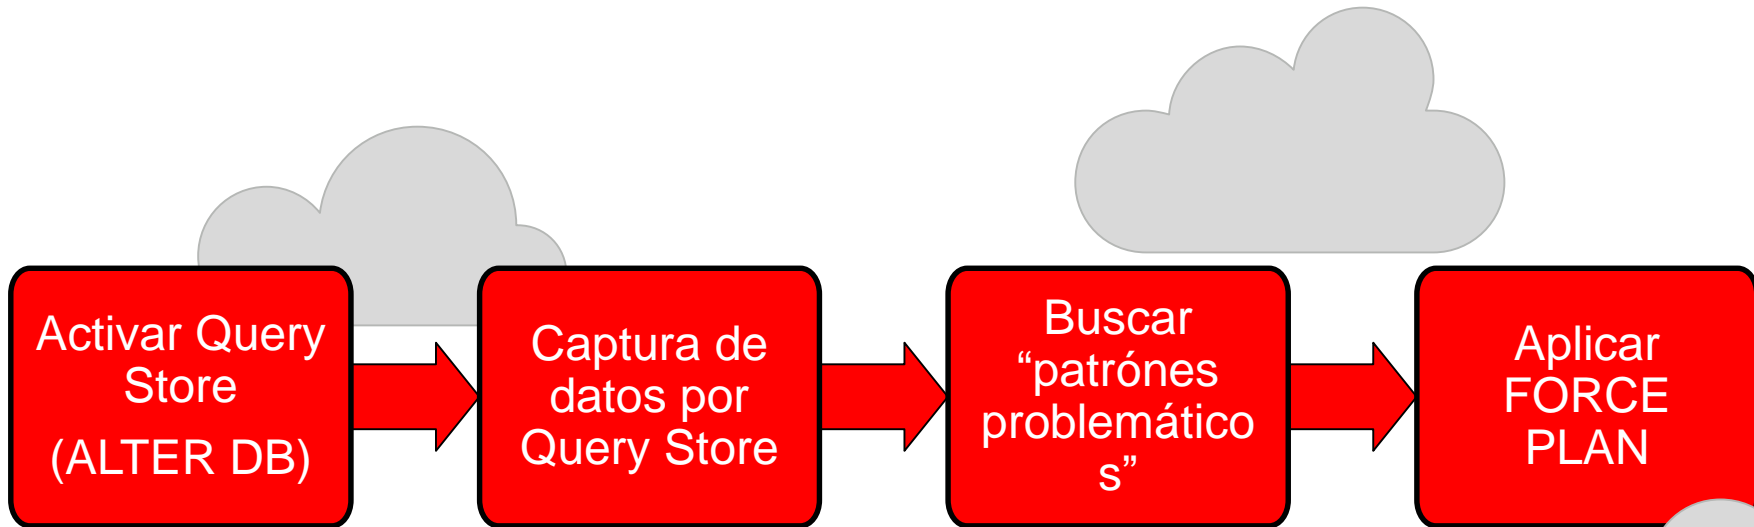 Activar Query
Store
(ALTER DB)
Captura de
datos por
Query Store
Buscar
“patrónes
problemático
s”
Aplicar
FORCE
PLAN